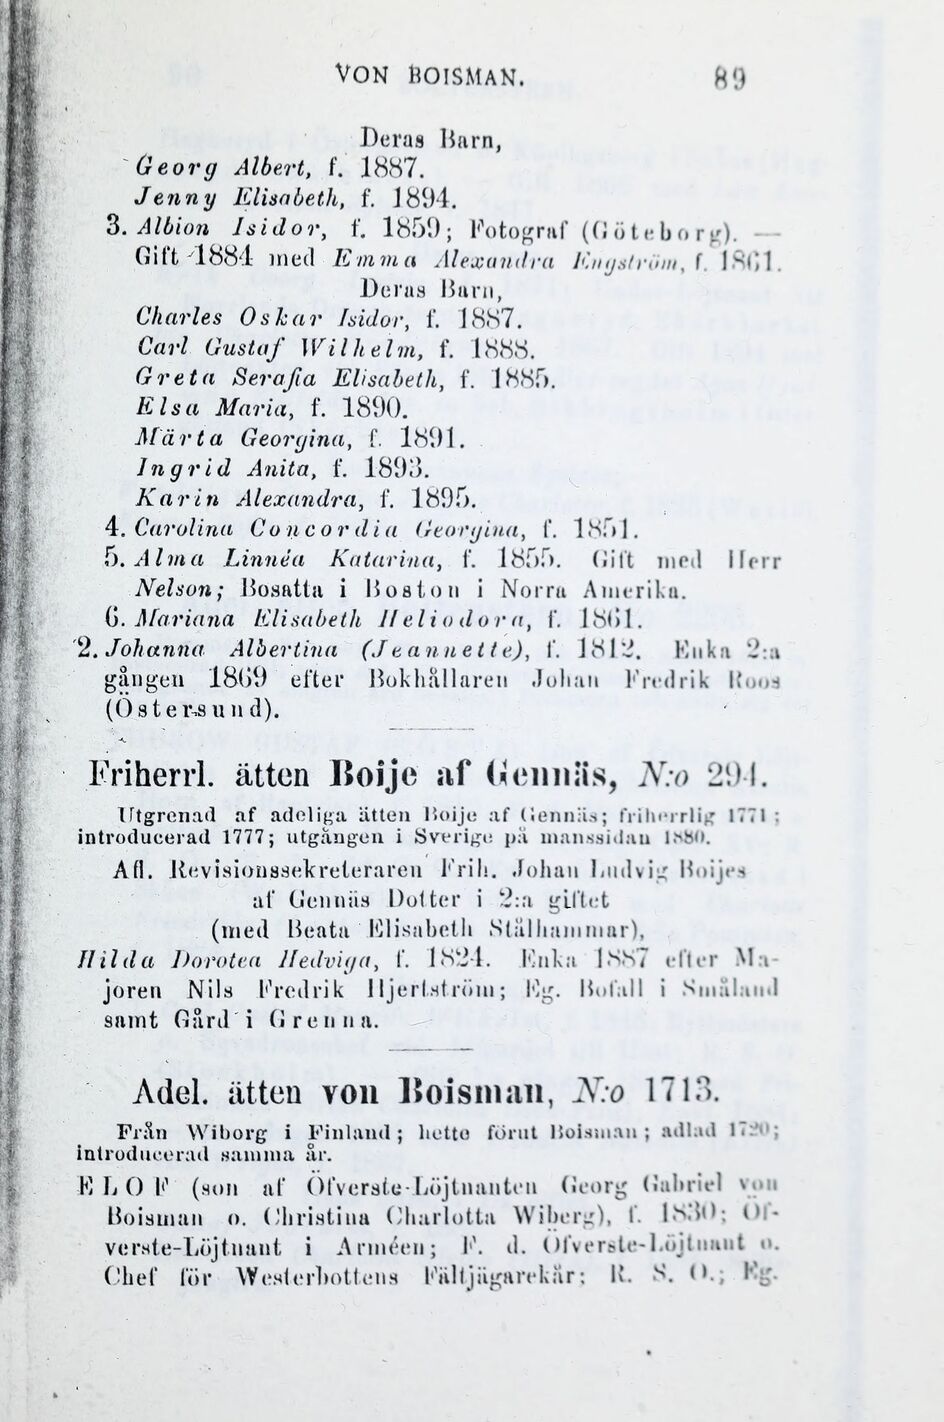 VON BOISMAN. 89
Deras Barn,
Georg Albert, f. 1887.
Jenny Elisabeth, f. 1894.
3. Albion Isidor, f. 1859; Fotograf (Göteborg). —
Gift 1884 med Emma Alexandra Engström, f. 1861.
Deras Barn,
Charles Oskar Isidor, f. 1887.
Carl Gustaf Wilhelm, f. 1888.
Greta Serafia Elisabeth, f. 1885.
Elsa Maria, f. 1890.
Märta Georgina, f. 1891.
Ingrid Anita, f. 1893.
Karin Alexandra, f. 1895.
4. Carolina Concordia Georgina, f. 1851.
5. Alma Linnéa Katarina, f. 1855. Gift med Herr
Nelson; Bosatta i Boston i Norra Amerika.
6. Mariana Elisabeth Heliodora, f. 1861.
2. Johanna Albertina (Jeannette), f. 1812. Enka 2:a
gången 1869 efter Bokhållaren Johan Fredrik Roos
(Östersund).
Friherrl. ätten Boije af Gennäs, N:o 294.
Utgrenad af adeliga ätten Boije af Gennäs; friherrlig 1771;
introducerad 1777; utgången i Sverige på manssidan 1880.
Afl. Revisionssekreteraren Frih. Johan Ludvig Boijes
af Gennäs Dotter i 2:a giftet
(med Beata Elisabeth Stålhammar),
Hilda Dorotea Hedviga, f. 1824. Enka 1887 efter Ma-
joren Nils Fredrik Hjertström; Eg. Bofall i Småland
samt Gård i Grenna.
Adel. ätten von Boisman, N:o 1713.
Från Wiborg i Finland; hette förut Boisman; adlad 1720;
introducerad samma år.
ELOF (son af Öfverste-Löjtnanten Georg Gabriel von
Boisman o. Christina Charlotta Wiberg), f. 1830; Öf-
verste-Löjtnant i Arméen; F. d. Öfverste-Löjtnant o.
Chef för Westerbottens Fältjägarekår; R. S. O.; Eg.